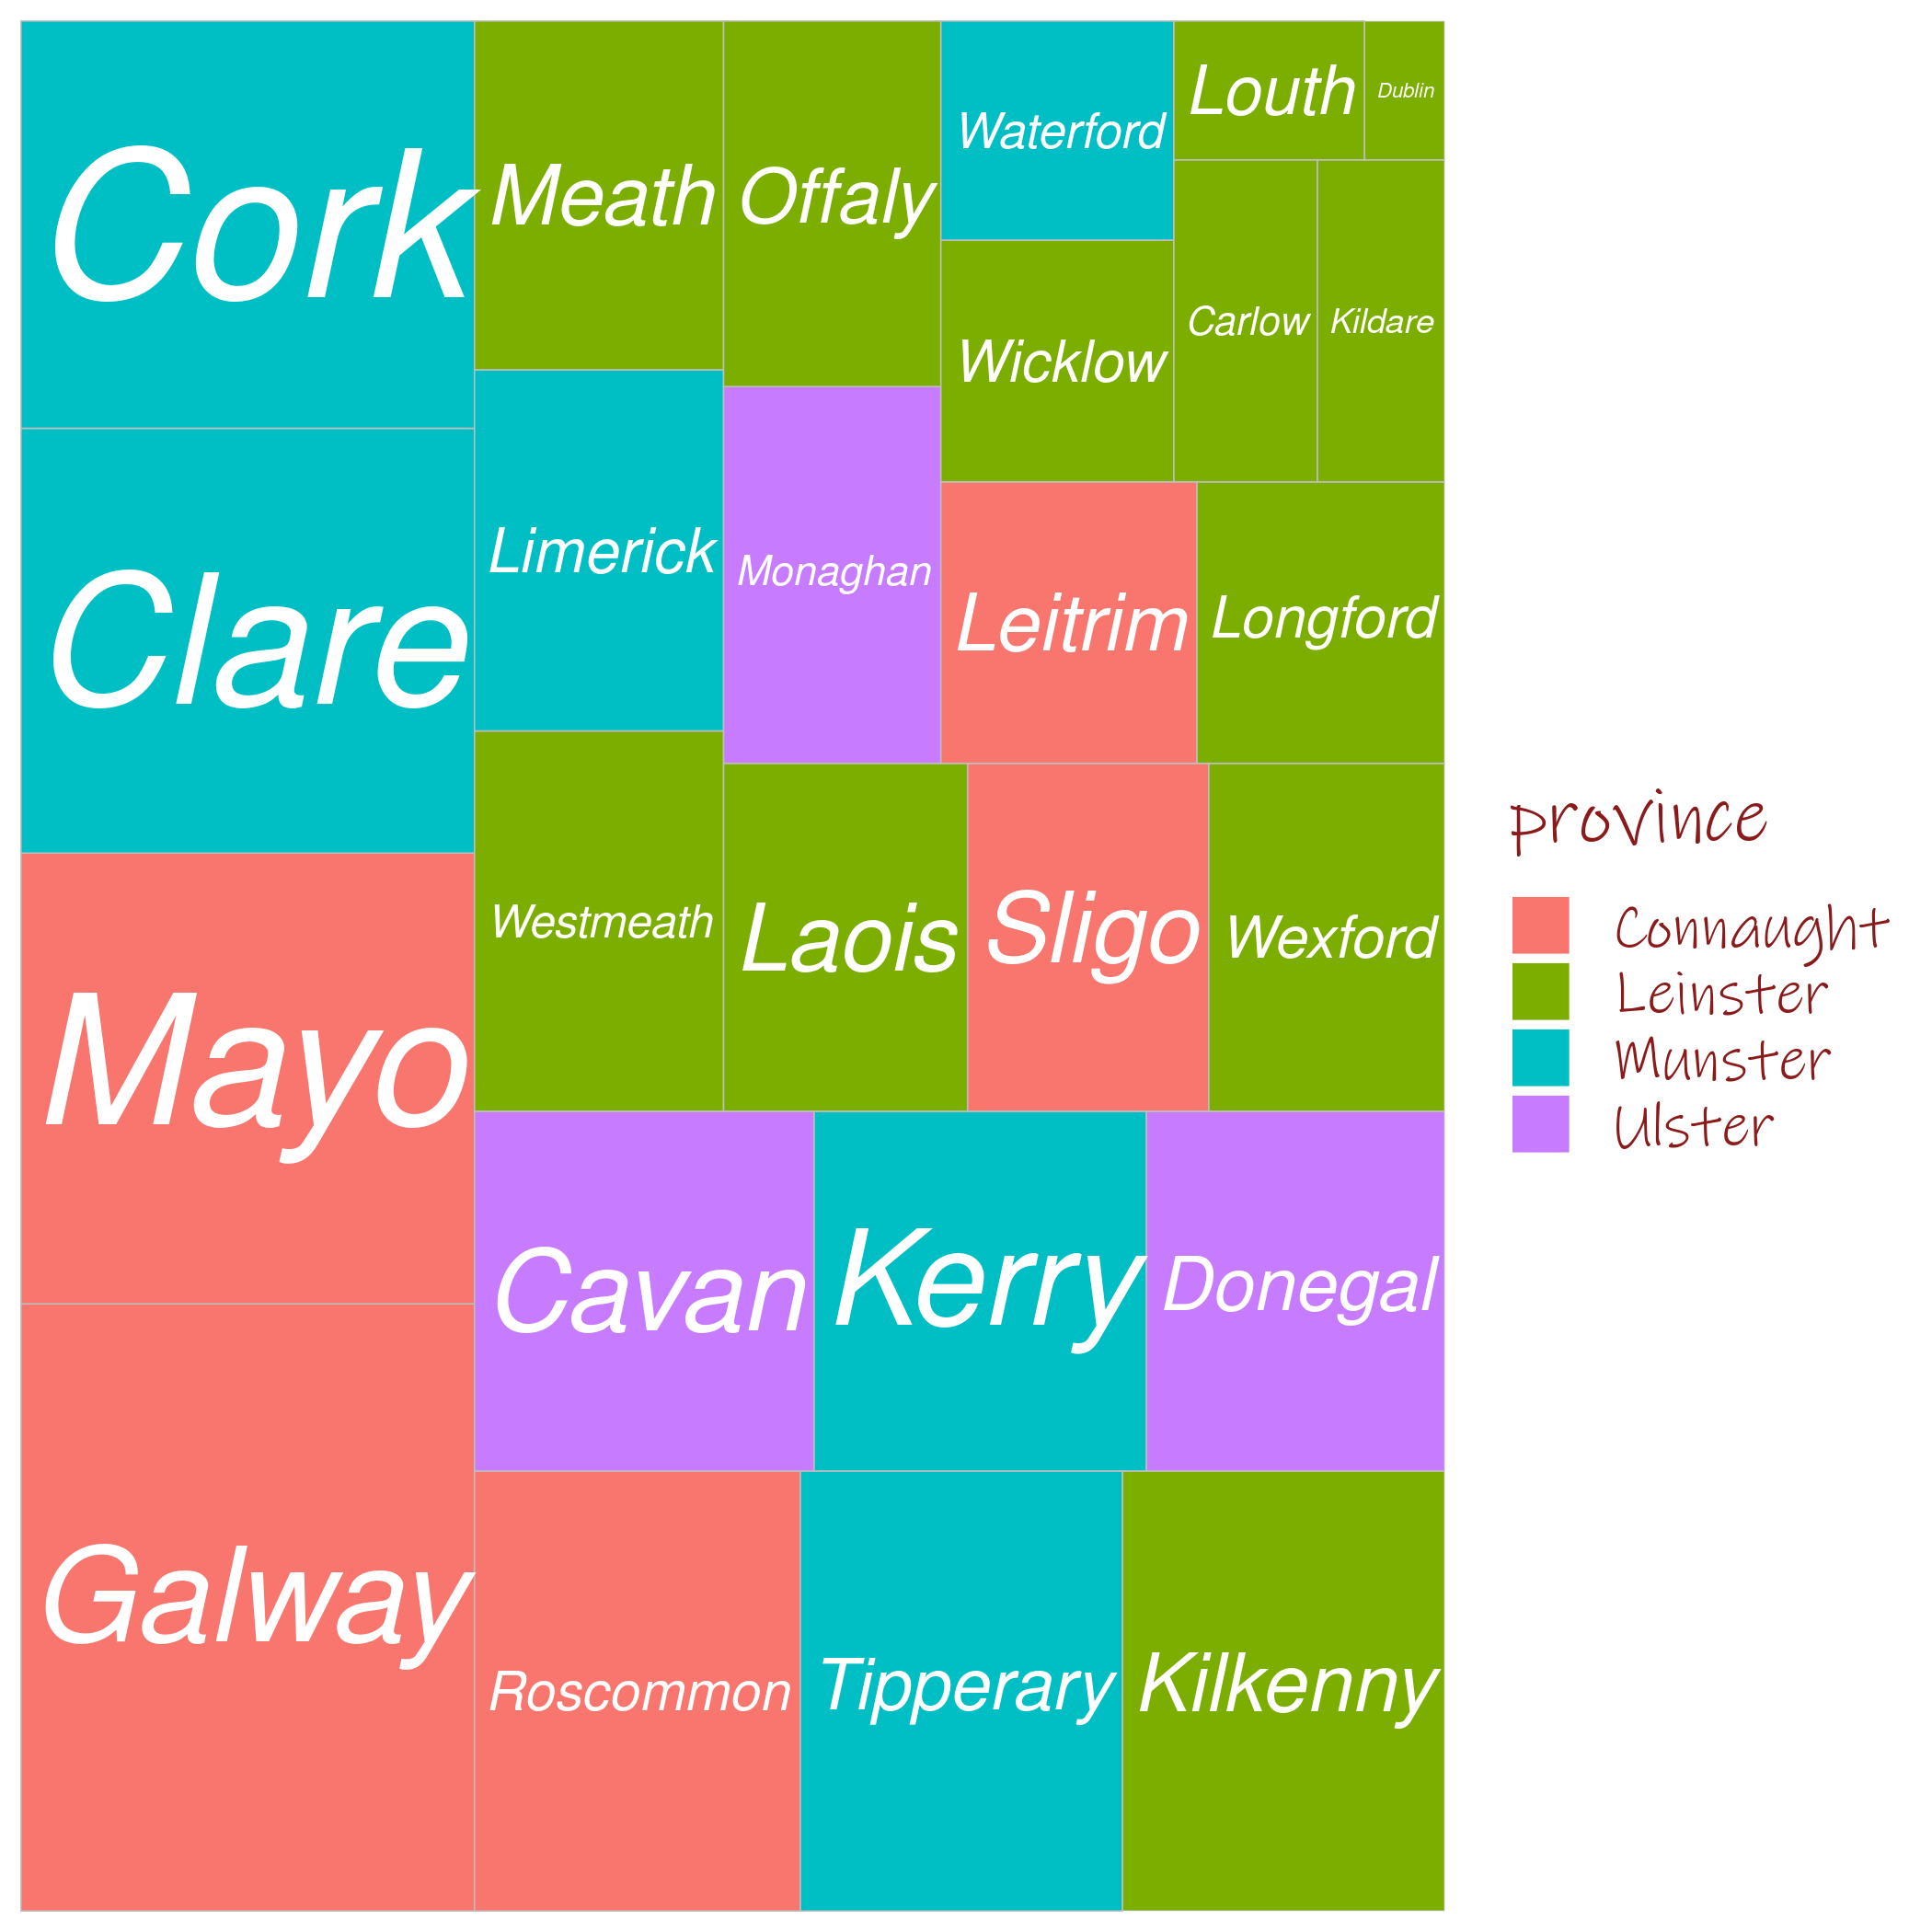 Cork
Meath
Offaly
Waterford
Louth
Dublin
Wicklow
Carlow
Kildare
Clare
Limerick
Monaghan
Leitrim
Longford
Mayo
Westmeath
Laois
Sligo
Wexford
Cavan
Kerry
Donegal
Galway
Roscommon
Tipperary
Kilkenny
province
Connaught
Leinster
Munster
Ulster